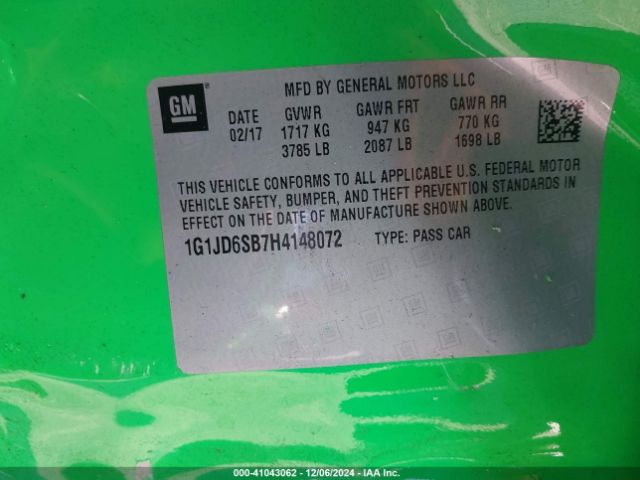 MFD BY GENERAL MOTORS LLC
GM
DATE GVWR GAWR FRT GAWR RR
02/17 1717 KG 947 KG 770 KG
3785 LB 2087 LB 1698 LB
THIS VEHICLE CONFORMS TO ALL APPLICABLE U.S. FEDERAL MOTOR
VEHICLE SAFETY, BUMPER, AND THEFT PREVENTION STANDARDS IN
EFFECT ON THE DATE OF MANUFACTURE SHOWN ABOVE.
1G1JD6SB7H4148072 TYPE: PASS CAR
000-41043062 - 12/06/2024 - IAA Inc.